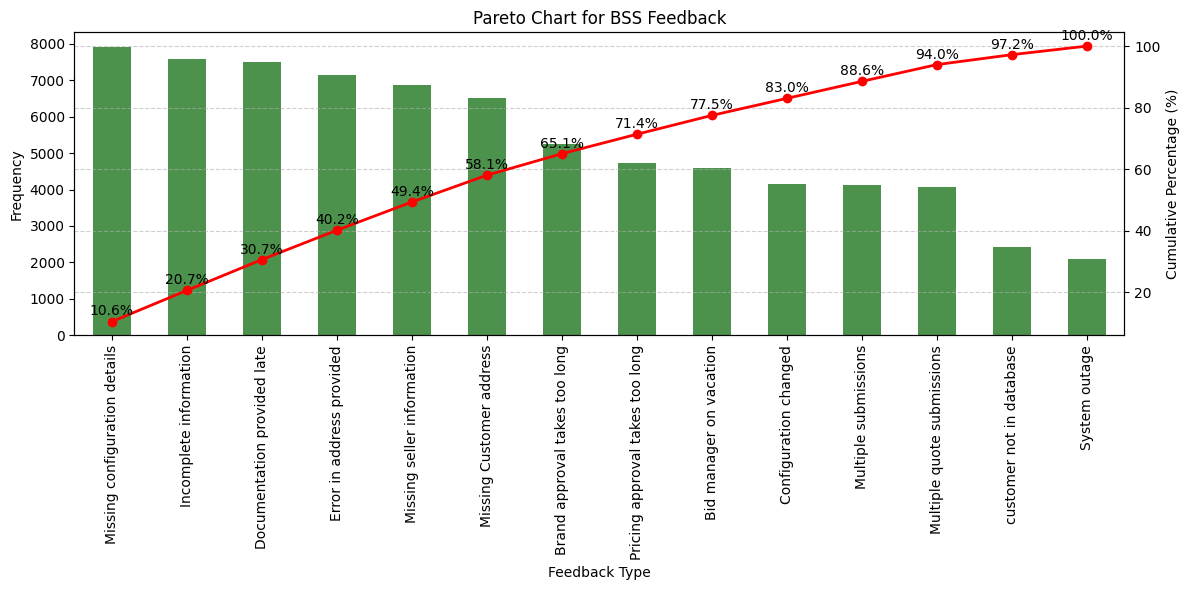 Pareto Chart for BSS Feedback
Frequency
8000
7000
6000
5000
4000
3000
2000
1000
0
10.6%
20.7%
30.7%
40.2%
49.4%
58.1%
65.1%
71.4%
77.5%
83.0%
88.6%
94.0%
97.2%
100.0%
100
80
60
40
20
Cumulative Percentage (%)
Missing configuration details
Incomplete information
Documentation provided late
Error in address provided
Missing seller information
Missing Customer address
Brand approval takes too long
Pricing approval takes too long
Bid manager on vacation
Configuration changed
Multiple submissions
Multiple quote submissions
customer not in database
System outage
Feedback Type